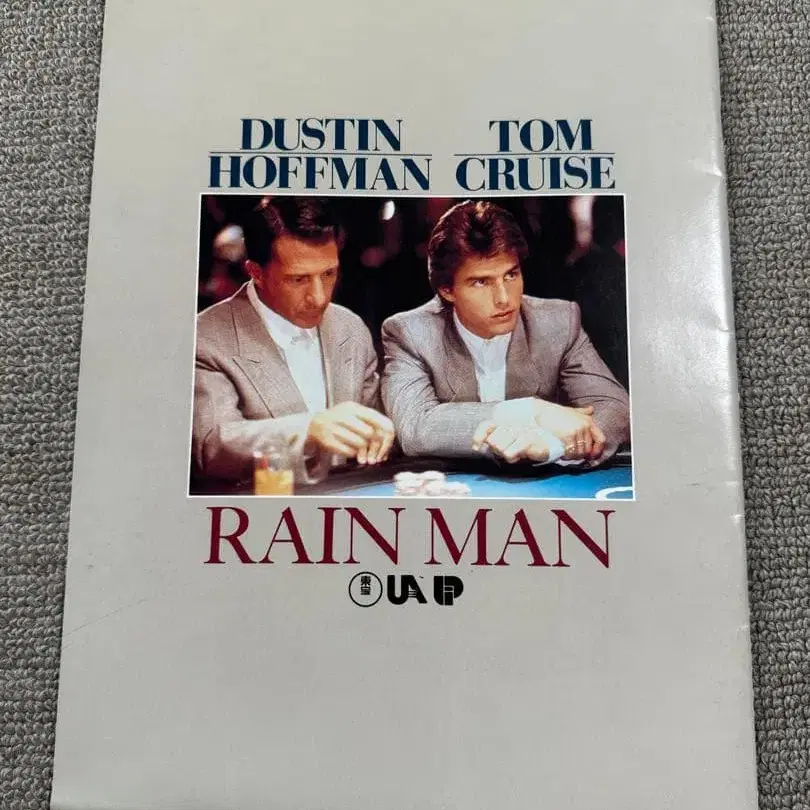 DUSTIN HOFFMAN
TOM CRUISE
RAIN MAN
東宝 UA UIP